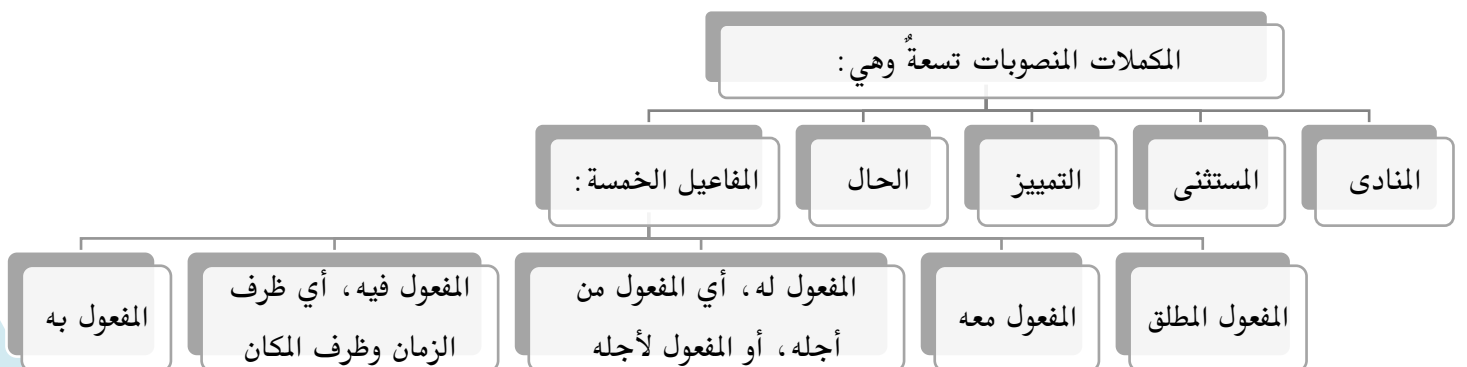 المكملات المنصوبات تسعةٌ وهي:
المنادى
المستثنى
التمييز
الحال
المفاعيل الخمسة:
المفعول المطلق
المفعول معه
المفعول له، أي المفعول من
أجله، أو المفعول لأجله
المفعول فيه، أي ظرف
الزمان وظرف المكان
المفعول به